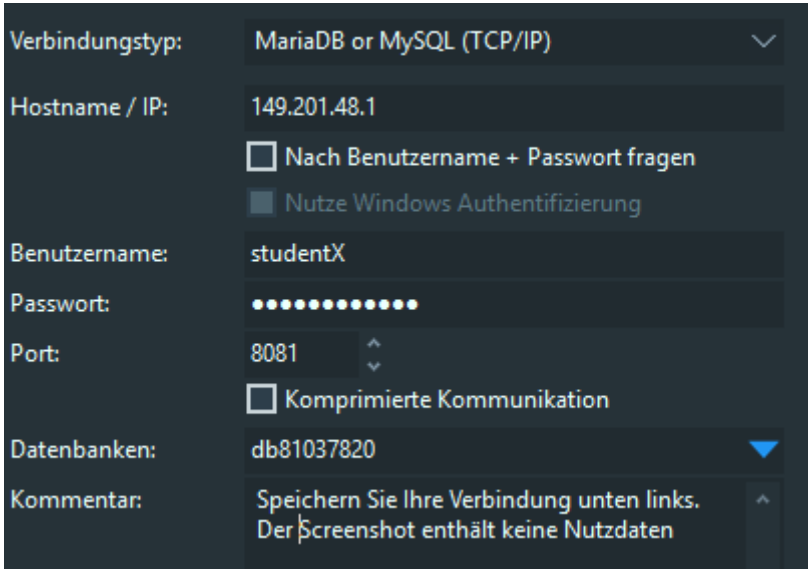 Verbindungstyp: MariaDB or MySQL (TCP/IP)
Hostname / IP: 149.201.48.1
Nach Benutzername + Passwort fragen
Nutze Windows Authentifizierung
Benutzername: studentX
Passwort: ●●●●●●●●●●●●
Port: 8081
Komprimierte Kommunikation
Datenbanken: db81037820
Kommentar: Speichern Sie Ihre Verbindung unten links.
Der Screenshot enthält keine Nutzdaten